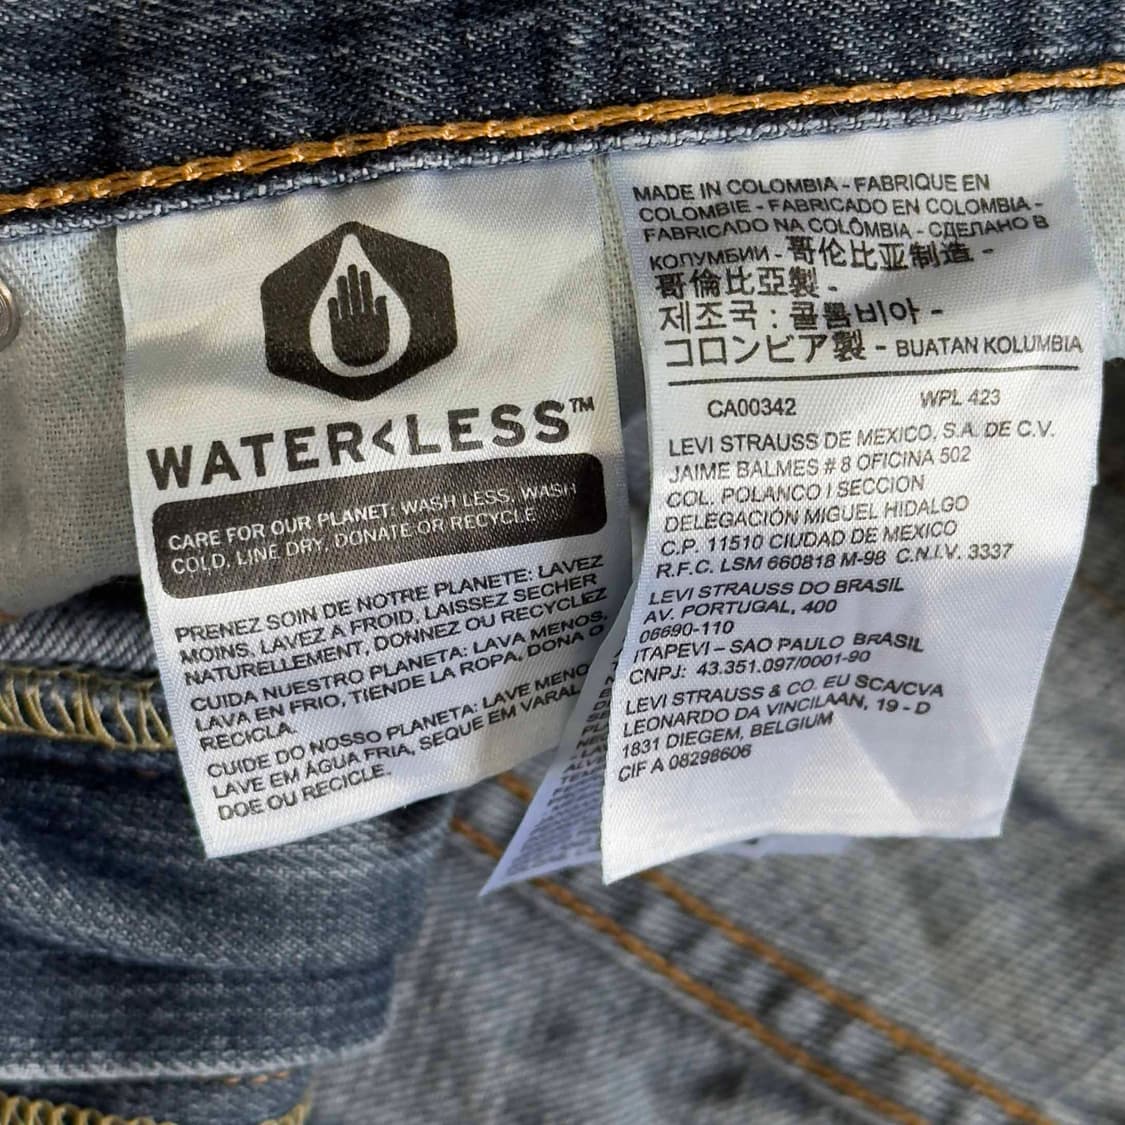 WATER<LESS™
CARE FOR OUR PLANET: WASH LESS, WASH
COLD, LINE DRY, DONATE OR RECYCLE
PRENEZ SOIN DE NOTRE PLANETE: LAVEZ
MOINS, LAVEZ A FROID, LAISSEZ SECHER
NATURELLEMENT, DONNEZ OU RECYCLEZ
CUIDA NUESTRO PLANETA: LAVA MENOS,
LAVA EN FRIO, TIENDE LA ROPA, DONA O
RECICLA.
CUIDE DO NOSSO PLANETA: LAVE MENO
LAVE EM ÁGUA FRIA, SEQUE EM VARAL
DOE OU RECICLE.
MADE IN COLOMBIA - FABRIQUE EN
COLOMBIE - FABRICADO EN COLOMBIA -
FABRICADO NA COLÔMBIA - СДЕЛАНО В
КОЛУМБИИ - 哥伦比亚制造 -
哥倫比亞製 -
제조국 : 콜롬비아 -
コロンビア製 - BUATAN KOLUMBIA
CA00342 WPL 423
LEVI STRAUSS DE MEXICO, S.A. DE C.V.
JAIME BALMES # 8 OFICINA 502
COL. POLANCO I SECCION
DELEGACIÓN MIGUEL HIDALGO
C.P. 11510 CIUDAD DE MEXICO
R.F.C. LSM 660818 M-98 C.N.I.V. 3337
LEVI STRAUSS DO BRASIL
AV. PORTUGAL, 400
06690-110
ITAPEVI – SAO PAULO BRASIL
CNPJ: 43.351.097/0001-90
LEVI STRAUSS & CO. EU SCA/CVA
LEONARDO DA VINCILAAN, 19 - D
1831 DIEGEM, BELGIUM
CIF A 08298606